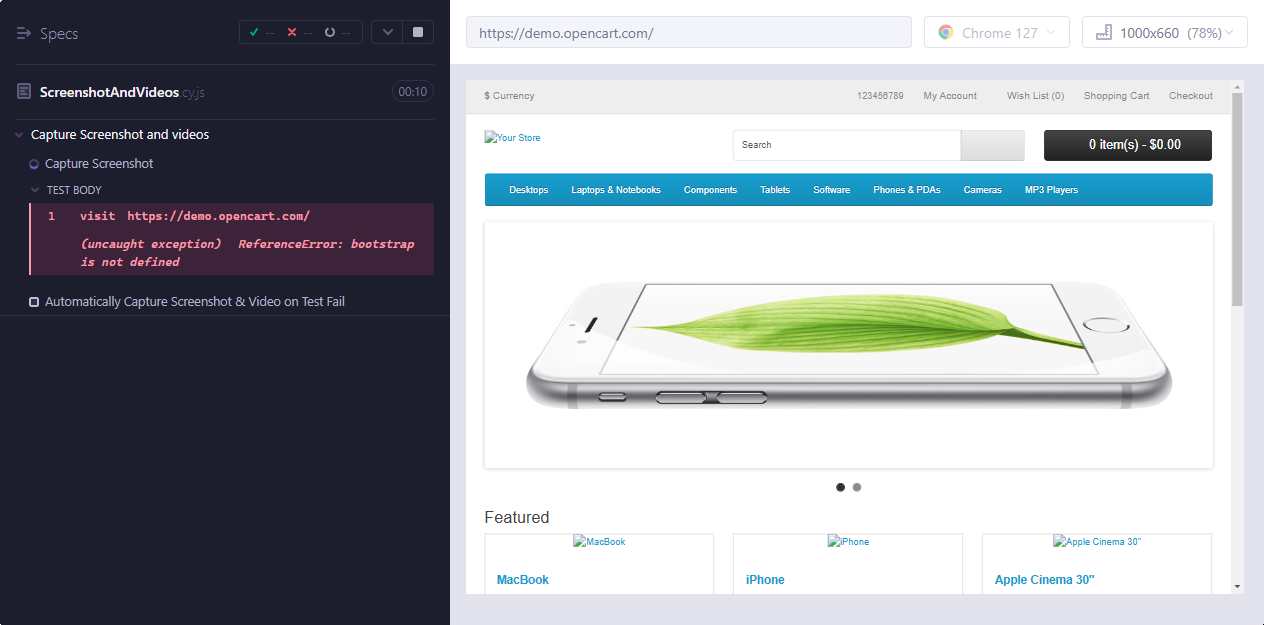 Specs
-- -- --
ScreenshotAndVideos cy.js 00:10
Capture Screenshot and videos
Capture Screenshot
TEST BODY
1 visit https://demo.opencart.com/
(uncaught exception) ReferenceError: bootstrap
is not defined
Automatically Capture Screenshot & Video on Test Fail
https://demo.opencart.com/ Chrome 127 1000x660 (78%)
$ Currency 123456789 My Account Wish List (0) Shopping Cart Checkout
Your Store Search 0 item(s) - $0.00
Desktops Laptops & Notebooks Components Tablets Software Phones & PDAs Cameras MP3 Players
Featured
MacBook iPhone Apple Cinema 30"
MacBook iPhone Apple Cinema 30"